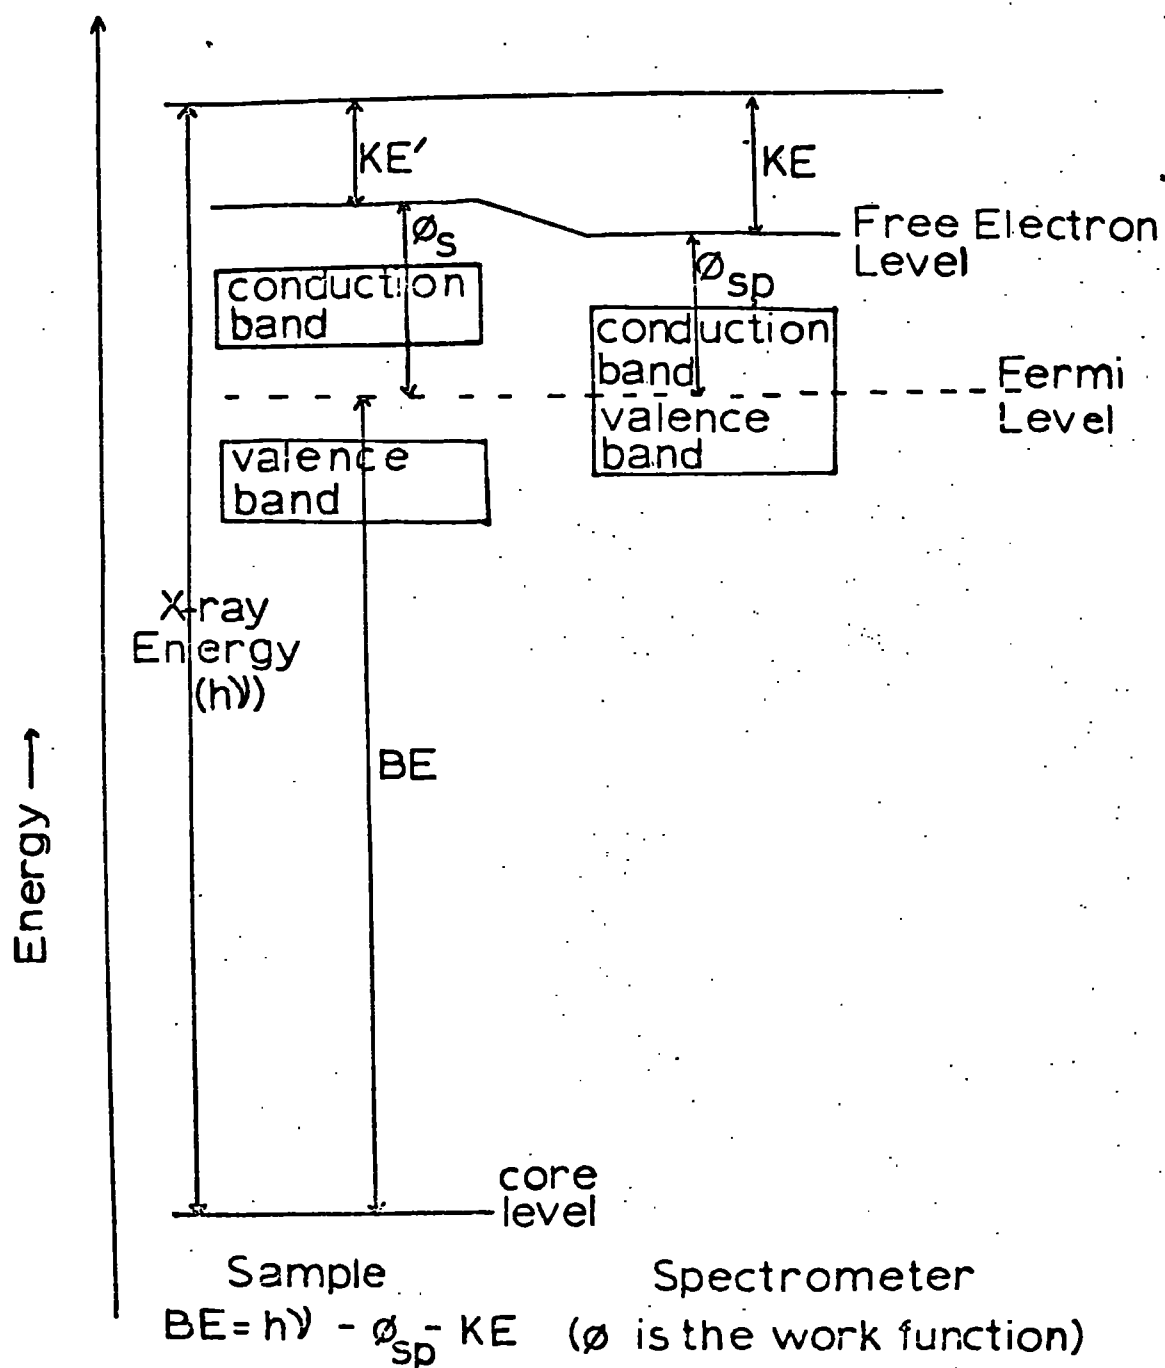 KE′
KE
Øs
Free Electron
Level
Øsp
conduction
band
conduction
band
Fermi
Level
valence
band
valence
band
X-ray
Energy
(hν)
BE
Energy →
core
level
Sample
Spectrometer
BE = hν - øsp - KE (ø is the work function)